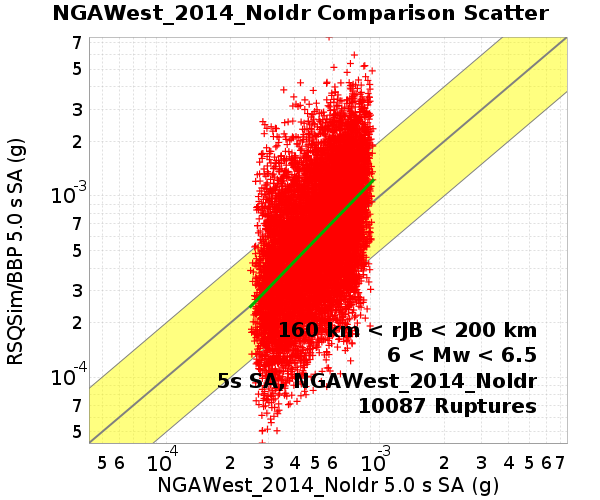 NGAWest_2014_NoIdr Comparison Scatter
7
5
3
2
10-3
7
5
3
2
10-4
7
5
RSQSim/BBP 5.0 s SA (g)
160 km < rJB < 200 km
6 < Mw < 6.5
5s SA, NGAWest_2014_NoIdr
10087 Ruptures
5 6 10-4 2 3 4 5 6 10-3 2 3 4 5 6 7
NGAWest_2014_NoIdr 5.0 s SA (g)